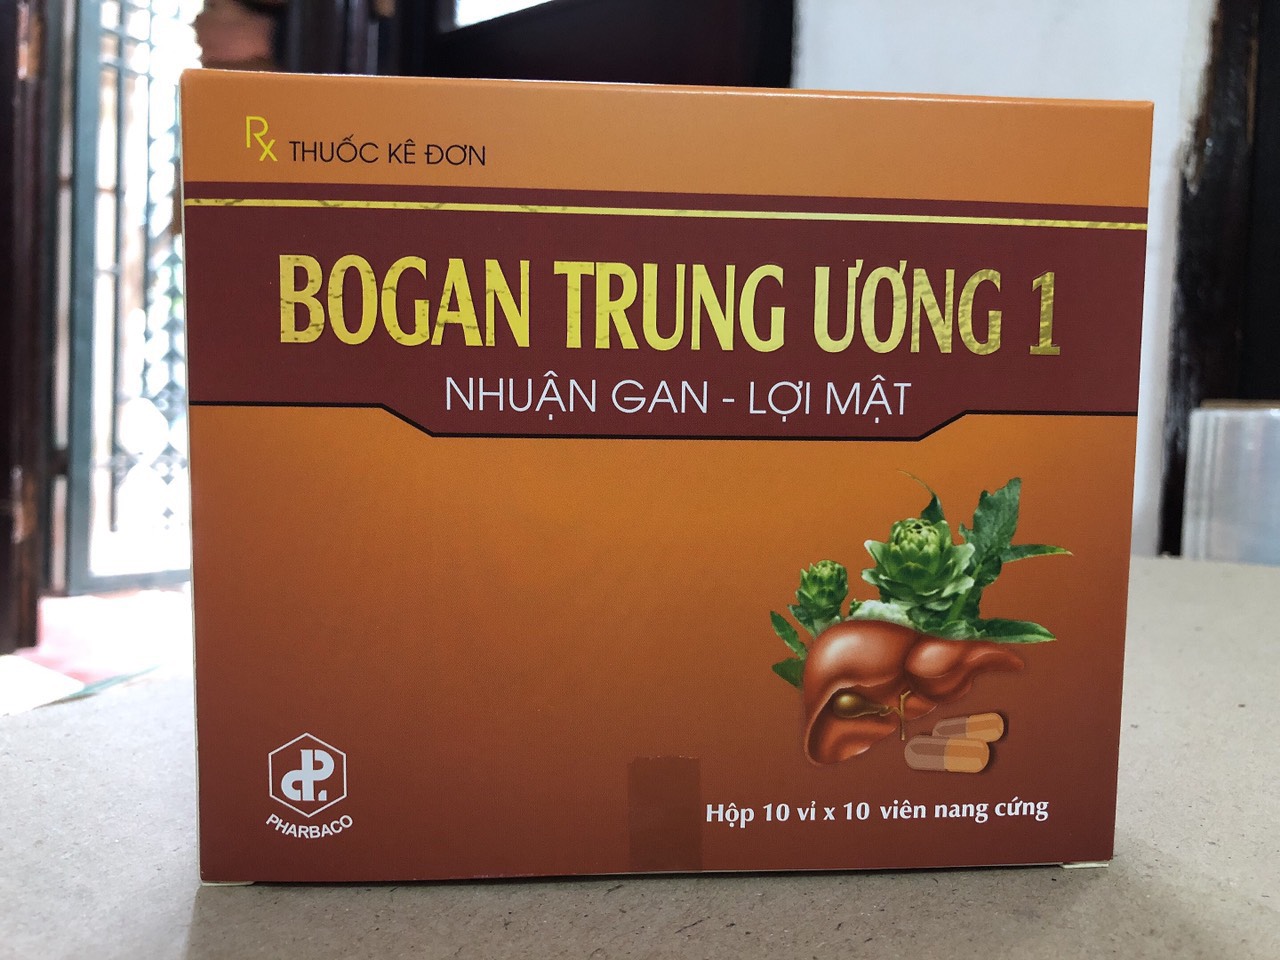 Rx THUỐC KÊ ĐƠN
BOGAN TRUNG ƯƠNG 1
NHUẬN GAN - LỢI MẬT
PHARBACO
Hộp 10 vỉ x 10 viên nang cứng